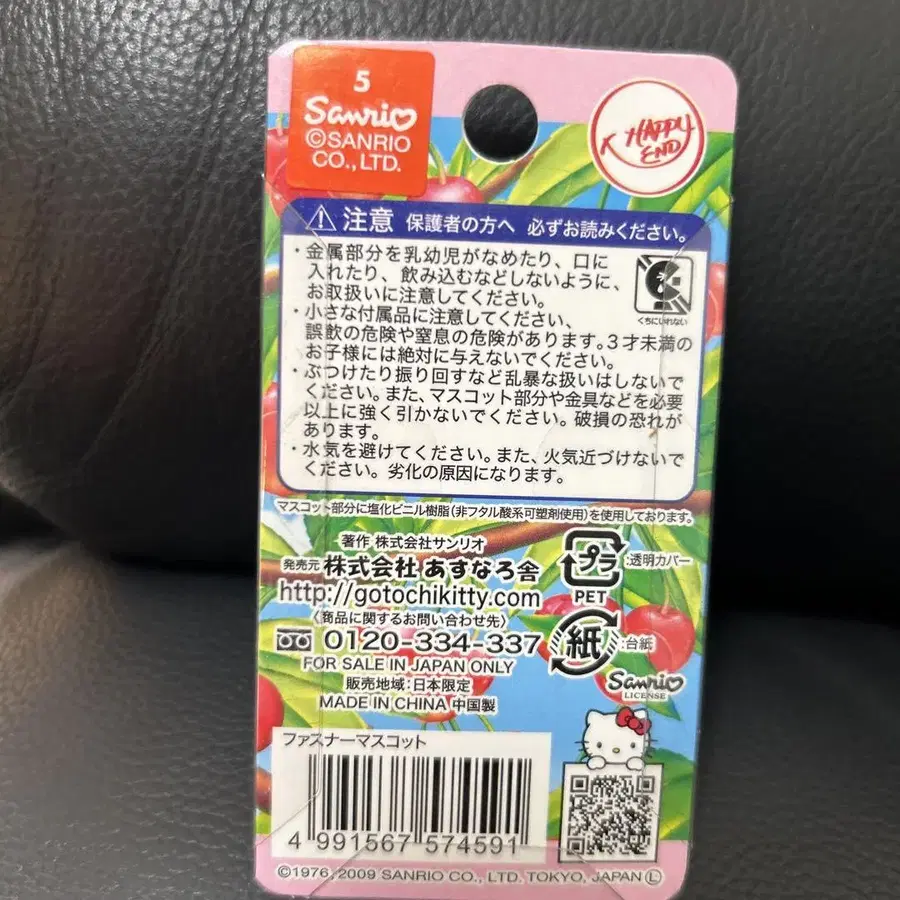 5
Sanrio
©SANRIO
CO., LTD.
HAPPY
END
注意 保護者の方へ 必ずお読みください。
・金属部分を乳幼児がなめたり、口に
入れたり、飲み込むなどしないように、
お取扱いに注意してください。
・小さな付属品に注意してください、
誤飲の危険や窒息の危険があります。3才未満の
お子様には絶対に与えないでください。
・ぶつけたり振り回すなど乱暴な扱いはしないで
ください。また、マスコット部分や金具などを必要
以上に強く引かないでください。破損の恐れが
あります。
・水気を避けてください。また、火気近づけないで
ください。劣化の原因になります。
くちにいれない
マスコット部分に塩化ビニル樹脂(非フタル酸系可塑剤使用)を使用しております。
著作 株式会社サンリオ
発売元 株式会社 あすなろ舎
http://gotochikitty.com
〈商品に関するお問い合わせ先〉
0120-334-337
FOR SALE IN JAPAN ONLY
販売地域:日本限定
MADE IN CHINA 中国製
プラ :透明カバー
PET
紙 :台紙
Sanrio
LICENSE
ファスナーマスコット
4 991567 574591
©1976, 2009 SANRIO CO., LTD. TOKYO, JAPAN Ⓛ